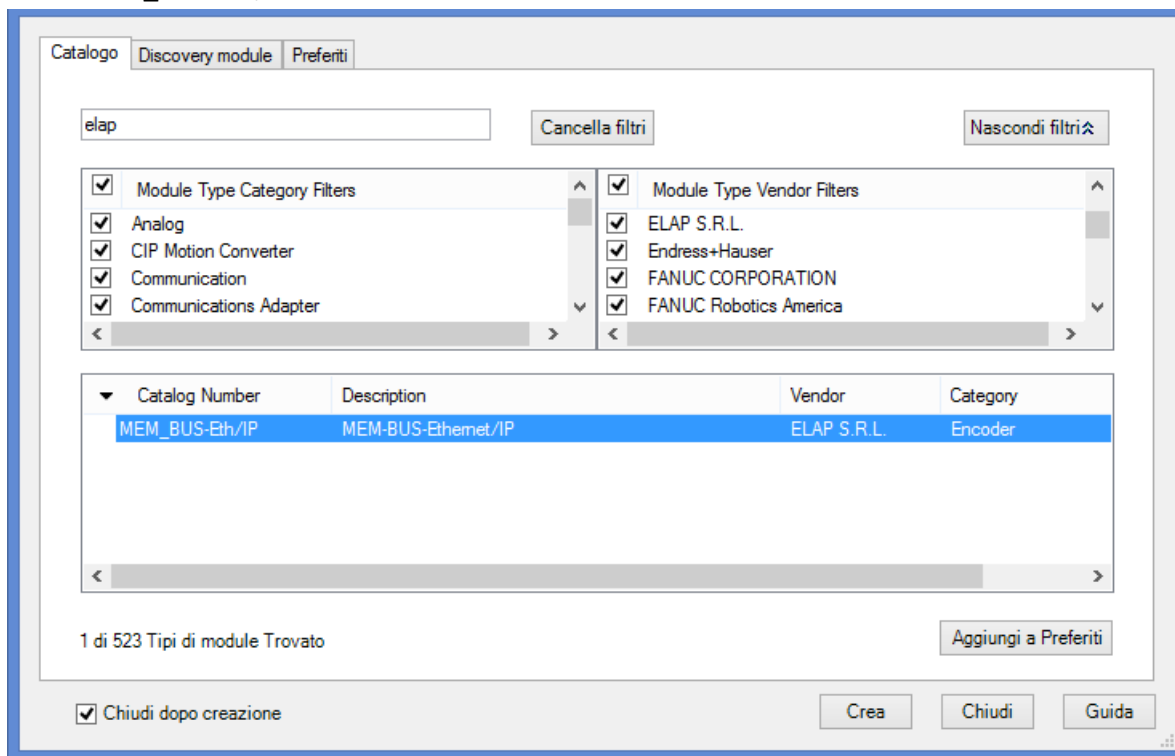 Catalogo Discovery module Preferiti
elap Cancella filtri Nascondi filtri
Module Type Category Filters Module Type Vendor Filters
Analog ELAP S.R.L.
CIP Motion Converter Endress+Hauser
Communication FANUC CORPORATION
Communications Adapter FANUC Robotics America
Catalog Number Description Vendor Category
MEM_BUS-Eth/IP MEM-BUS-Ethernet/IP ELAP S.R.L. Encoder
1 di 523 Tipi di module Trovato Aggiungi a Preferiti
Chiudi dopo creazione Crea Chiudi Guida